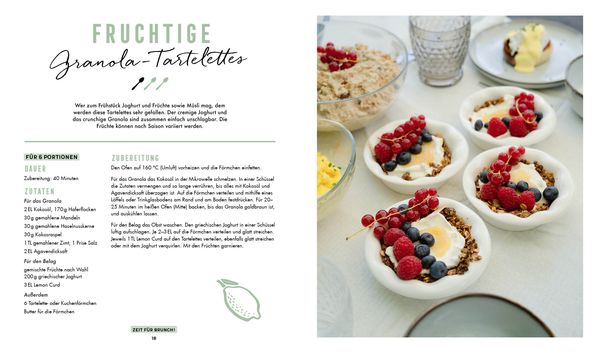 FRUCHTIGE
Granola-Tartelettes
Wer zum Frühstück Joghurt und Früchte sowie Müsli mag, dem
werden diese Tartelettes sehr gefallen. Der cremige Joghurt und
das crunchige Granola sind zusammen einfach unschlagbar. Die
Früchte können nach Saison variiert werden.
FÜR 6 PORTIONEN
DAUER
Zubereitung: 40 Minuten
ZUTATEN
Für das Granola
2 EL Kokosöl, 170 g Haferflocken
30 g gemahlene Mandeln
30 g gemahlene Haselnusskerne
30 g Kokosraspel
1 TL gemahlener Zimt, 1 Prise Salz
2 EL Agavendicksaft
Für den Belag
gemischte Früchte nach Wahl
200 g griechischer Joghurt
3 EL Lemon Curd
Außerdem
6 Tartelette- oder Kuchenförmchen
Butter für die Förmchen
ZUBEREITUNG
Den Ofen auf 160 °C (Umluft) vorheizen und die Förmchen einfetten.
Für das Granola das Kokosöl in der Mikrowelle schmelzen. In einer Schüssel
die Zutaten vermengen und so lange verrühren, bis alles mit Kokosöl und
Agavendicksaft überzogen ist. Auf die Förmchen verteilen und mithilfe eines
Löffels oder Trinkglasbodens am Rand und am Boden festdrücken. Für 20–
25 Minuten im heißen Ofen (Mitte) backen, bis das Granola goldbraun ist,
und auskühlen lassen.
Für den Belag das Obst waschen. Den griechischen Joghurt in einer Schüssel
luftig aufschlagen. Je 2–3 EL auf die Förmchen verteilen und glatt streichen.
Jeweils 1 TL Lemon Curd auf den Tartelettes verteilen, ebenfalls glatt streichen
oder mit dem Joghurt verquirlen. Mit den Früchten garnieren.
ZEIT FÜR BRUNCH!
18